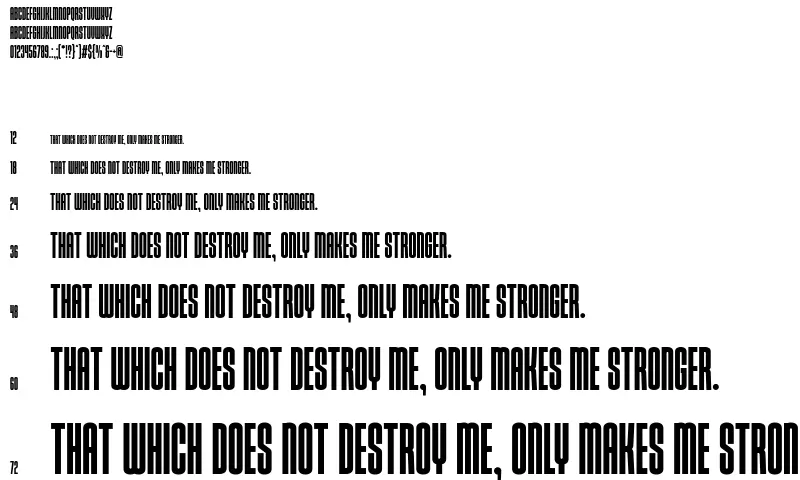 ABCDEFGHIJKLMNOPQRSTUVWXYZ
ABCDEFGHIJKLMNOPQRSTUVWXYZ
0123456789.:,;(*!?}^)#${%^&-+@
12 THAT WHICH DOES NOT DESTROY ME, ONLY MAKES ME STRONGER.
18 THAT WHICH DOES NOT DESTROY ME, ONLY MAKES ME STRONGER.
24 THAT WHICH DOES NOT DESTROY ME, ONLY MAKES ME STRONGER.
36 THAT WHICH DOES NOT DESTROY ME, ONLY MAKES ME STRONGER.
48 THAT WHICH DOES NOT DESTROY ME, ONLY MAKES ME STRONGER.
60 THAT WHICH DOES NOT DESTROY ME, ONLY MAKES ME STRONGER.
72 THAT WHICH DOES NOT DESTROY ME, ONLY MAKES ME STRON